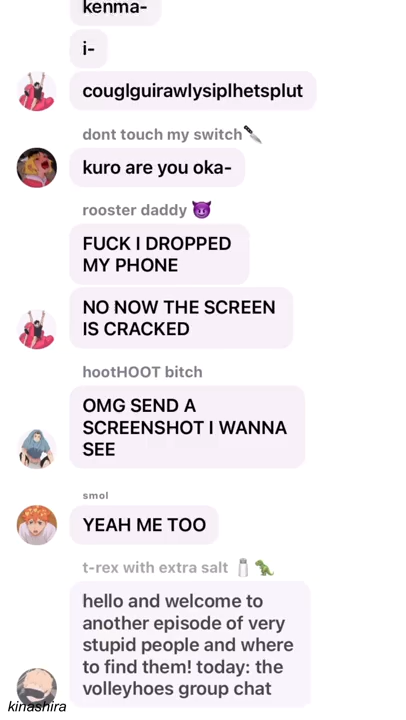 kenma-
i-
couglguirawlysiplhetsplut
dont touch my switch🔪
kuro are you oka-
rooster daddy 😈
FUCK I DROPPED
MY PHONE
NO NOW THE SCREEN
IS CRACKED
hootHOOT bitch
OMG SEND A
SCREENSHOT I WANNA
SEE
smol
YEAH ME TOO
t-rex with extra salt 🧂🦖
hello and welcome to
another episode of very
stupid people and where
to find them! today: the
volleyhoes group chat
kinashira